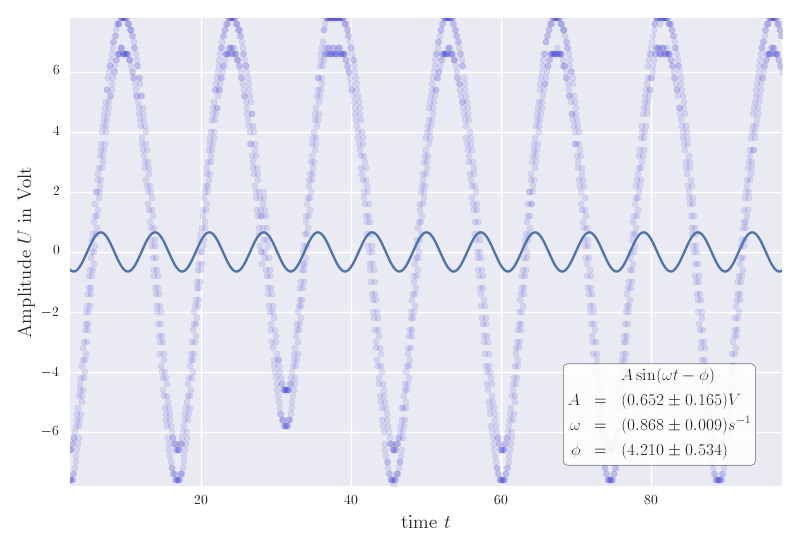 6
4
2
0
−2
−4
−6
Amplitude U in Volt
A sin(ωt − ϕ)
A = (0.652 ± 0.165)V
ω = (0.868 ± 0.009)s⁻¹
ϕ = (4.210 ± 0.534)
20 40 60 80
time t